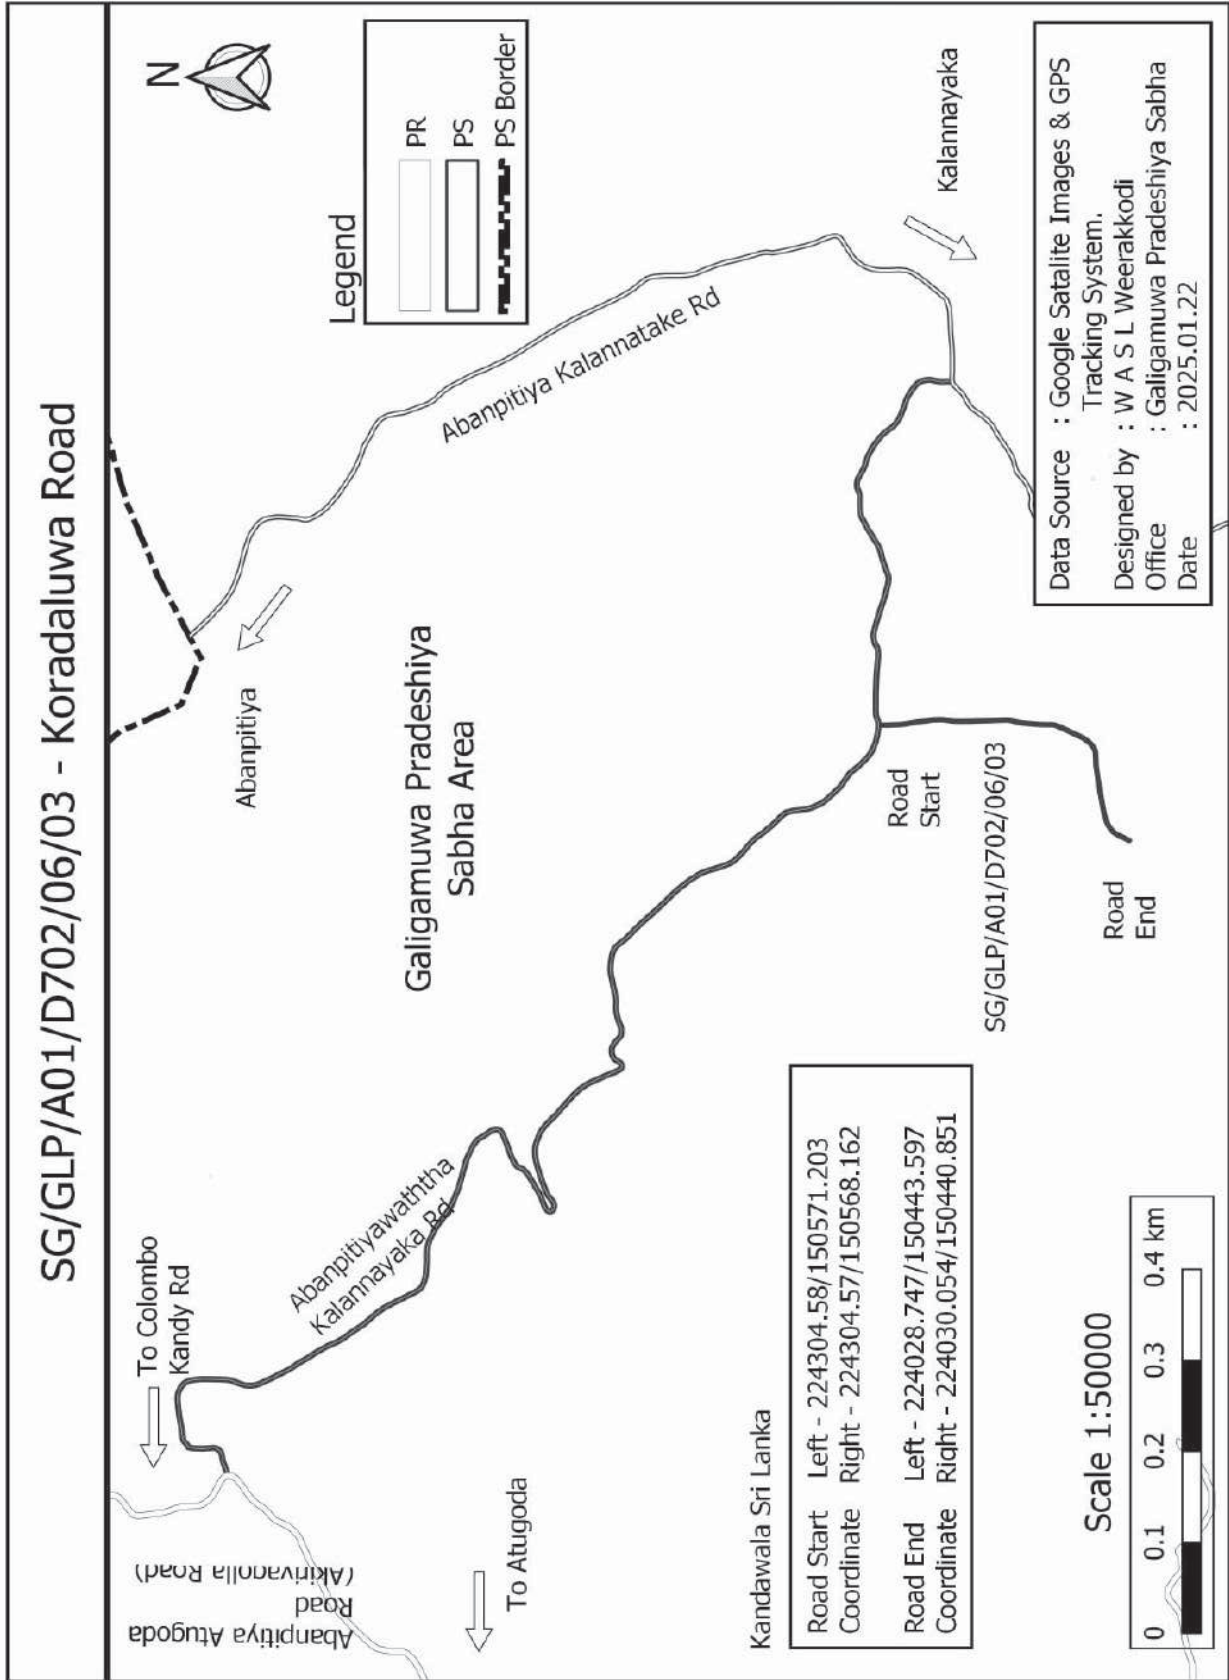 SG/GLP/A01/D702/06/03 - Koradaluwa Road
N
Legend
PR
PS
PS Border
To Colombo
Kandy Rd
Abanpitiya Atugoda
Road
(Akirivagolla Road)
To Atugoda
Abanpitiyawaththa
Kalannayaka Rd
Abanpitiya
Galigamuwa Pradeshiya
Sabha Area
Abanpitiya Kalannatake Rd
Kalannayaka
Road
Start
SG/GLP/A01/D702/06/03
Road
End
Kandawala Sri Lanka
Road Start Left - 224304.58/150571.203
Coordinate Right - 224304.57/150568.162
Road End Left - 224028.747/150443.597
Coordinate Right - 224030.054/150440.851
Scale 1:50000
0 0.1 0.2 0.3 0.4 km
Data Source : Google Satalite Images & GPS
Tracking System.
Designed by : W A S L Weerakkodi
Office : Galigamuwa Pradeshiya Sabha
Date : 2025.01.22